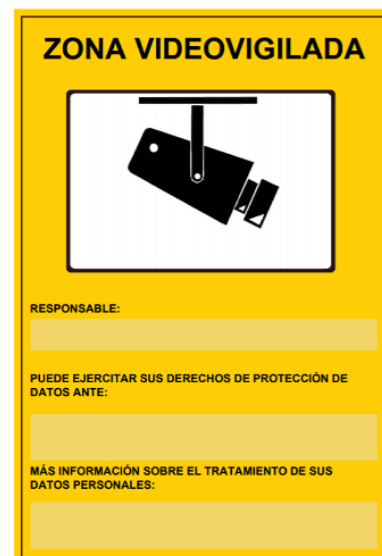 ZONA VIDEOVIGILADA
RESPONSABLE:
PUEDE EJERCITAR SUS DERECHOS DE PROTECCIÓN DE
DATOS ANTE:
MÁS INFORMACIÓN SOBRE EL TRATAMIENTO DE SUS
DATOS PERSONALES: